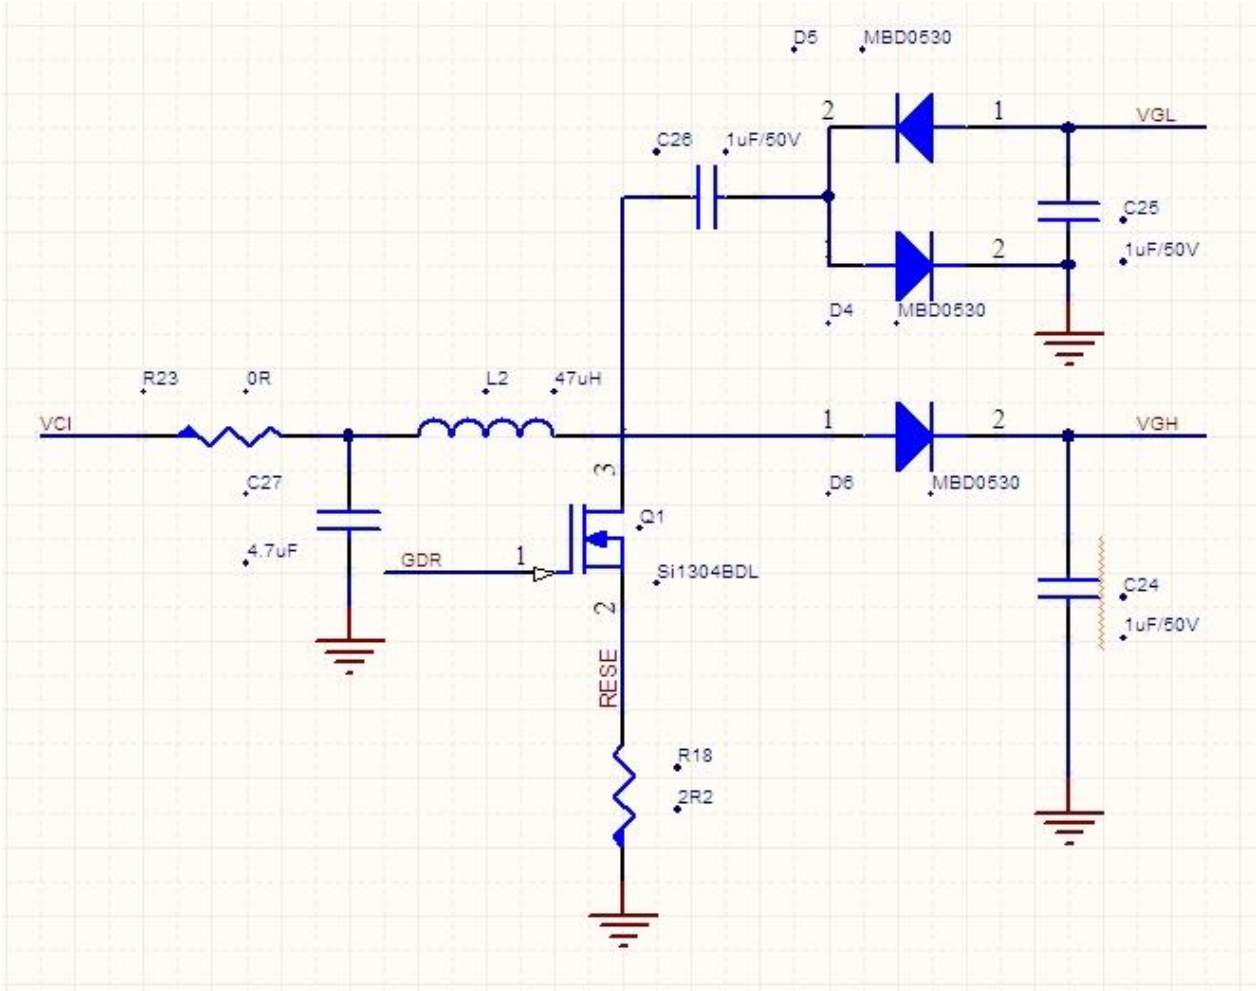 D5 MBD0530
2 1 VGL
C26 1uF/50V
C25
1uF/50V
1 2
D4 MBD0530
R23 0R L2 47uH
VCI 1 2 VGH
3
C27 D6 MBD0530
Q1
4.7uF GDR 1
Si1304BDL
C24
2
1uF/50V
RESE
R18
2R2